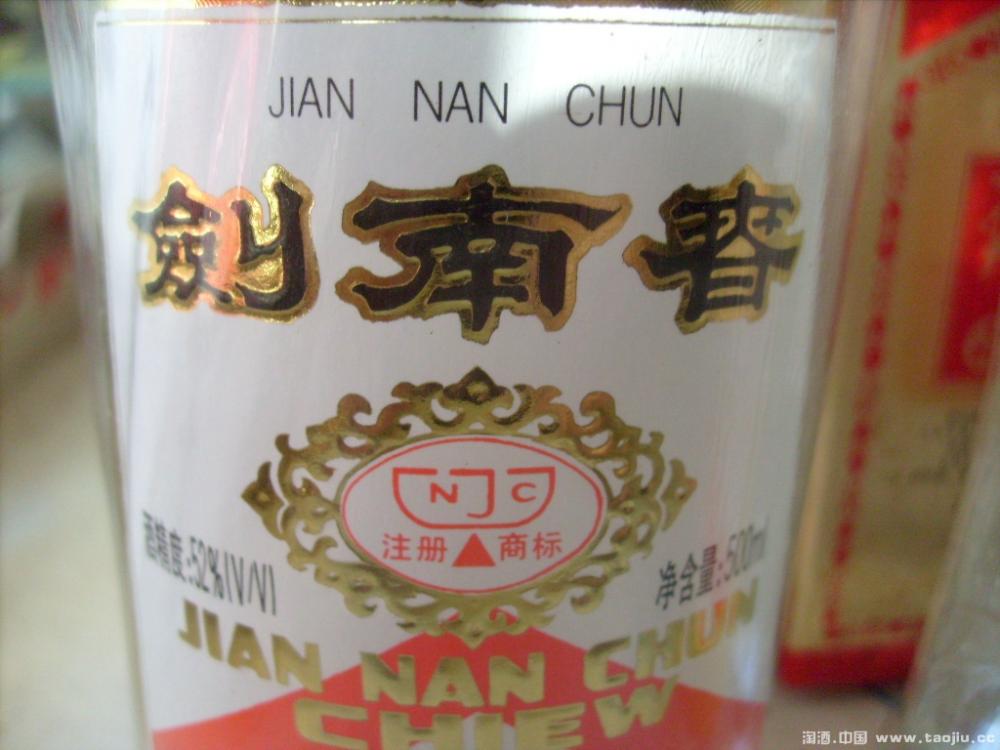 JIAN NAN CHUN
劍南春
N J C
注册 商标
酒精度:52%(V/V)
净含量:500ml
JIAN NAN CHUN
CHIEW
淘酒.中国 www.taojiu.cc